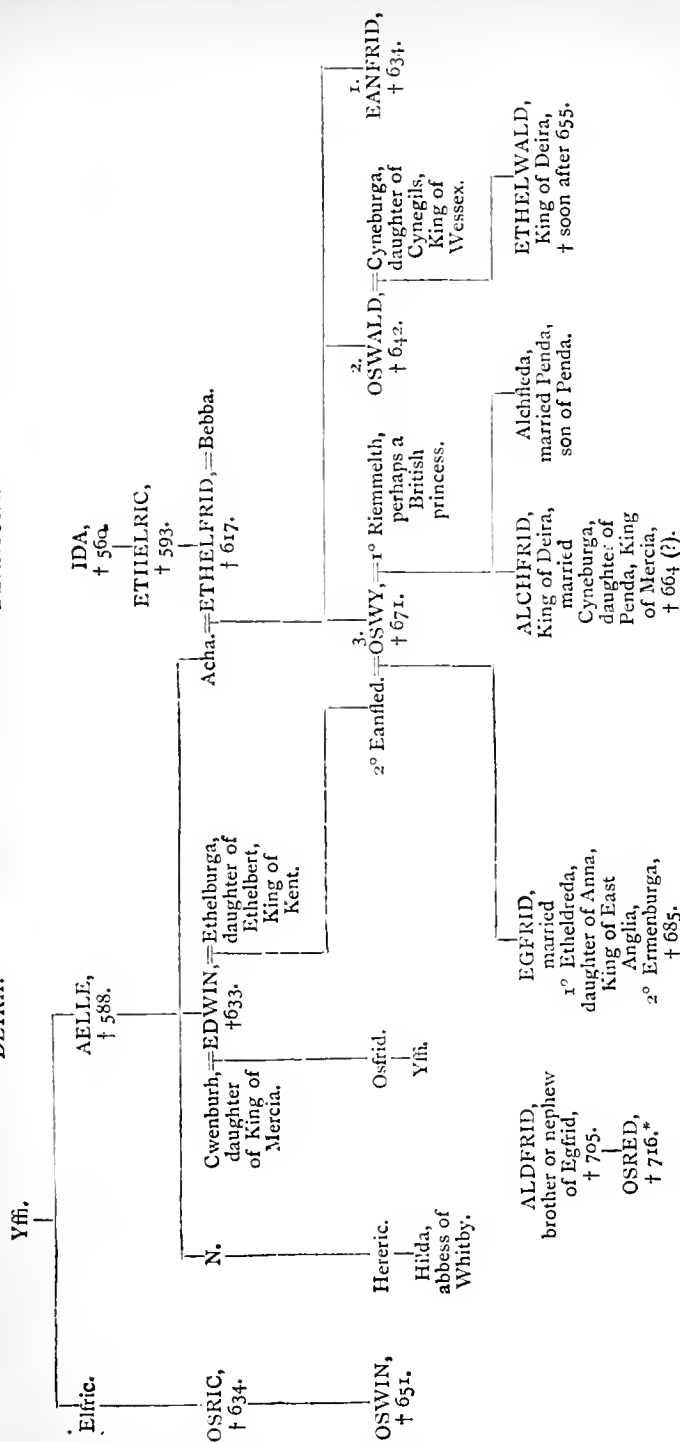 DEIRA.
Yffi.
Elfric.
AELLE,
† 588.
IDA,
† 560.
ETHELRIC,
† 593.
OSRIC,
† 634.
N.
Cwenburh,=EDWIN,=Ethelburga,
daughter
of King of
Mercia.
†633.
daughter of
Ethelbert,
King of
Kent.
Acha.=ETHELFRID,=Bebba.
† 617.
OSWIN,
† 651.
Hereric.
Hilda,
abbess of
Whitby.
Osfrid.
Yffi.
3.
2° Eanfled.=OSWY,=1° Riemmelth,
† 671.
perhaps a
British
princess.
2.
OSWALD,=Cyneburga,
† 642.
daughter of
Cynegils,
King of
Wessex.
1.
EANFRID,
† 634.
ALDFRID,
brother or nephew
of Egfrid,
† 705.
OSRED,
† 716.*
EGFRID,
married
1° Etheldreda,
daughter of Anna,
King of East
Anglia,
2° Ermenburga,
† 685.
ALCHFRID,
King of Deira,
married
Cyneburga,
daughter of
Penda, King
of Mercia,
† 664 (?).
Alchfleda,
married Penda,
son of Penda.
ETHELWALD,
King of Deira,
† soon after 655.